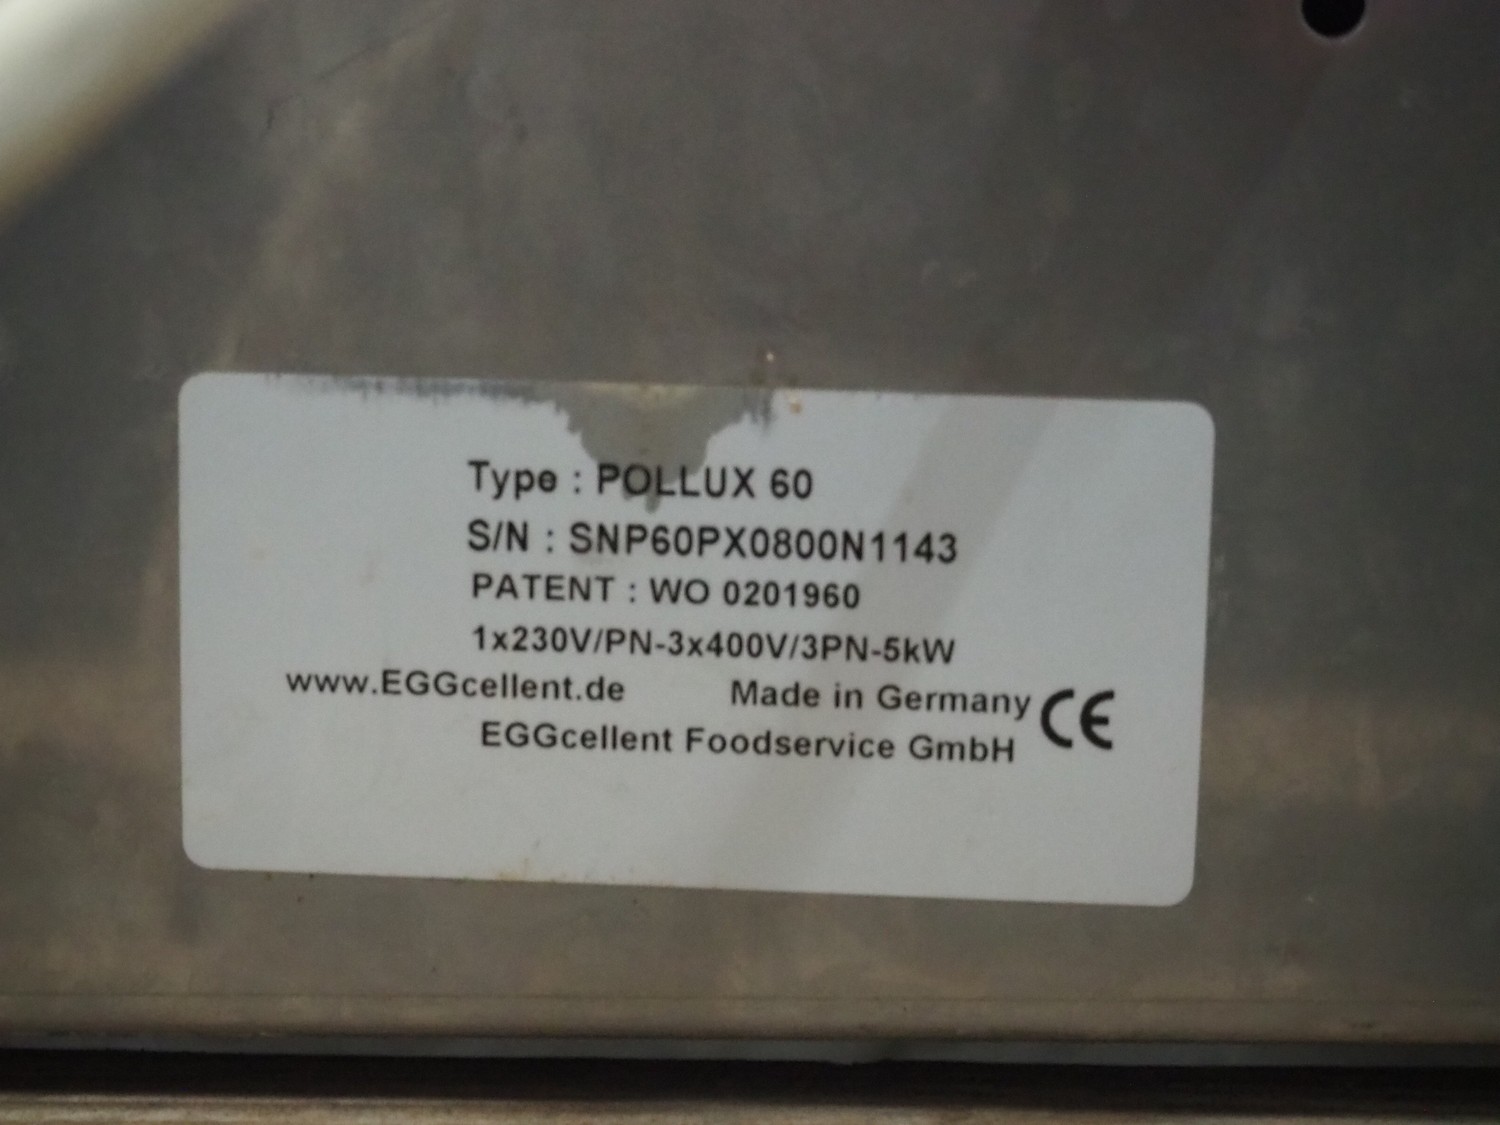 Type : POLLUX 60
S/N : SNP60PX0800N1143
PATENT : WO 0201960
1x230V/PN-3x400V/3PN-5kW
www.EGGcellent.de Made in Germany CE
EGGcellent Foodservice GmbH